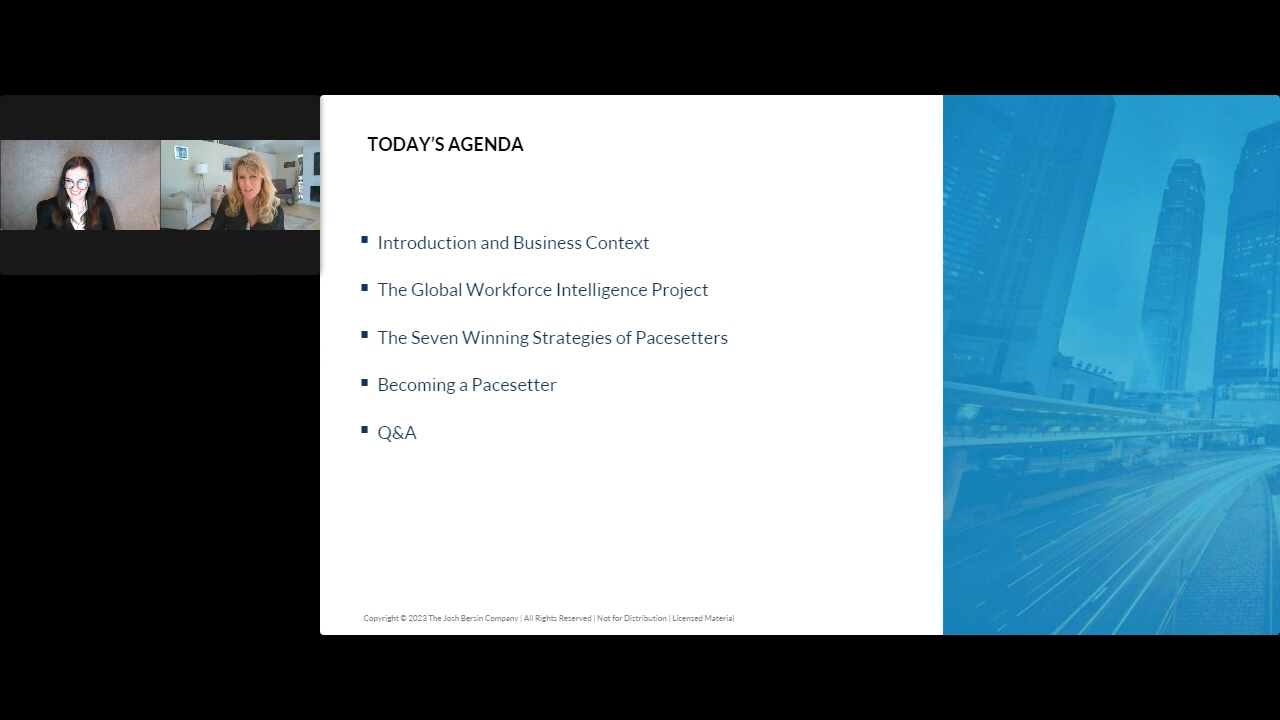 TODAY’S AGENDA
Introduction and Business Context
The Global Workforce Intelligence Project
The Seven Winning Strategies of Pacesetters
Becoming a Pacesetter
Q&A
Copyright © 2023 The Josh Bersin Company | All Rights Reserved | Not for Distribution | Licensed Material